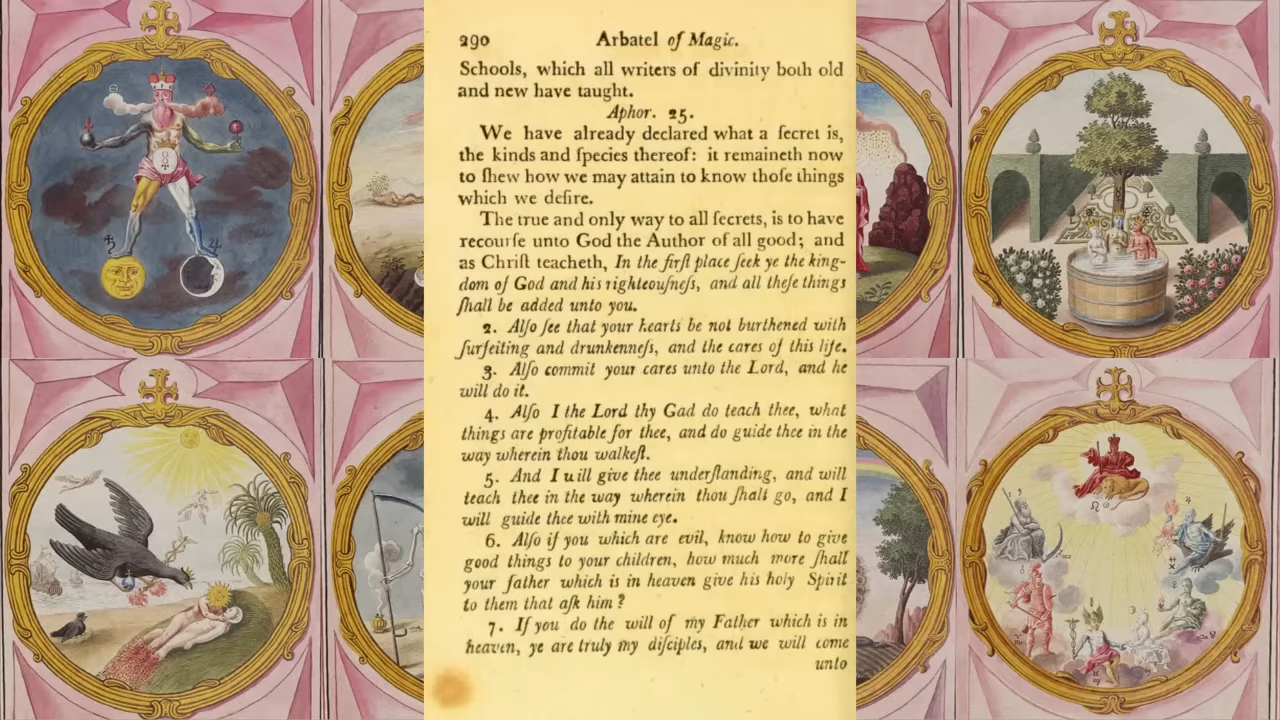 290 Arbatel of Magic.
Schools, which all writers of divinity both old
and new have taught.
Aphor. 25.
We have already declared what a ſecret is,
the kinds and ſpecies thereof: it remaineth now
to ſhew how we may attain to know thoſe things
which we deſire.
The true and only way to all ſecrets, is to have
recourſe unto God the Author of all good; and
as Chriſt teacheth, In the firſt place ſeek ye the king-
dom of God and his righteouſneſs, and all theſe things
ſhall be added unto you.
2. Alſo ſee that your hearts be not burthened with
ſurfeiting and drunkenneſs, and the cares of this life.
3. Alſo commit your cares unto the Lord, and he
will do it.
4. Alſo I the Lord thy Gad do teach thee, what
things are profitable for thee, and do guide thee in the
way wherein thou walkeſt.
5. And I will give thee underſtanding, and will
teach thee in the way wherein thou ſhalt go, and I
will guide thee with mine eye.
6. Alſo if you which are evil, know how to give
good things to your children, how much more ſhall
your father which is in heaven give his holy Spirit
to them that aſk him?
7. If you do the will of my Father which is in
heaven, ye are truly my diſciples, and we will come
unto